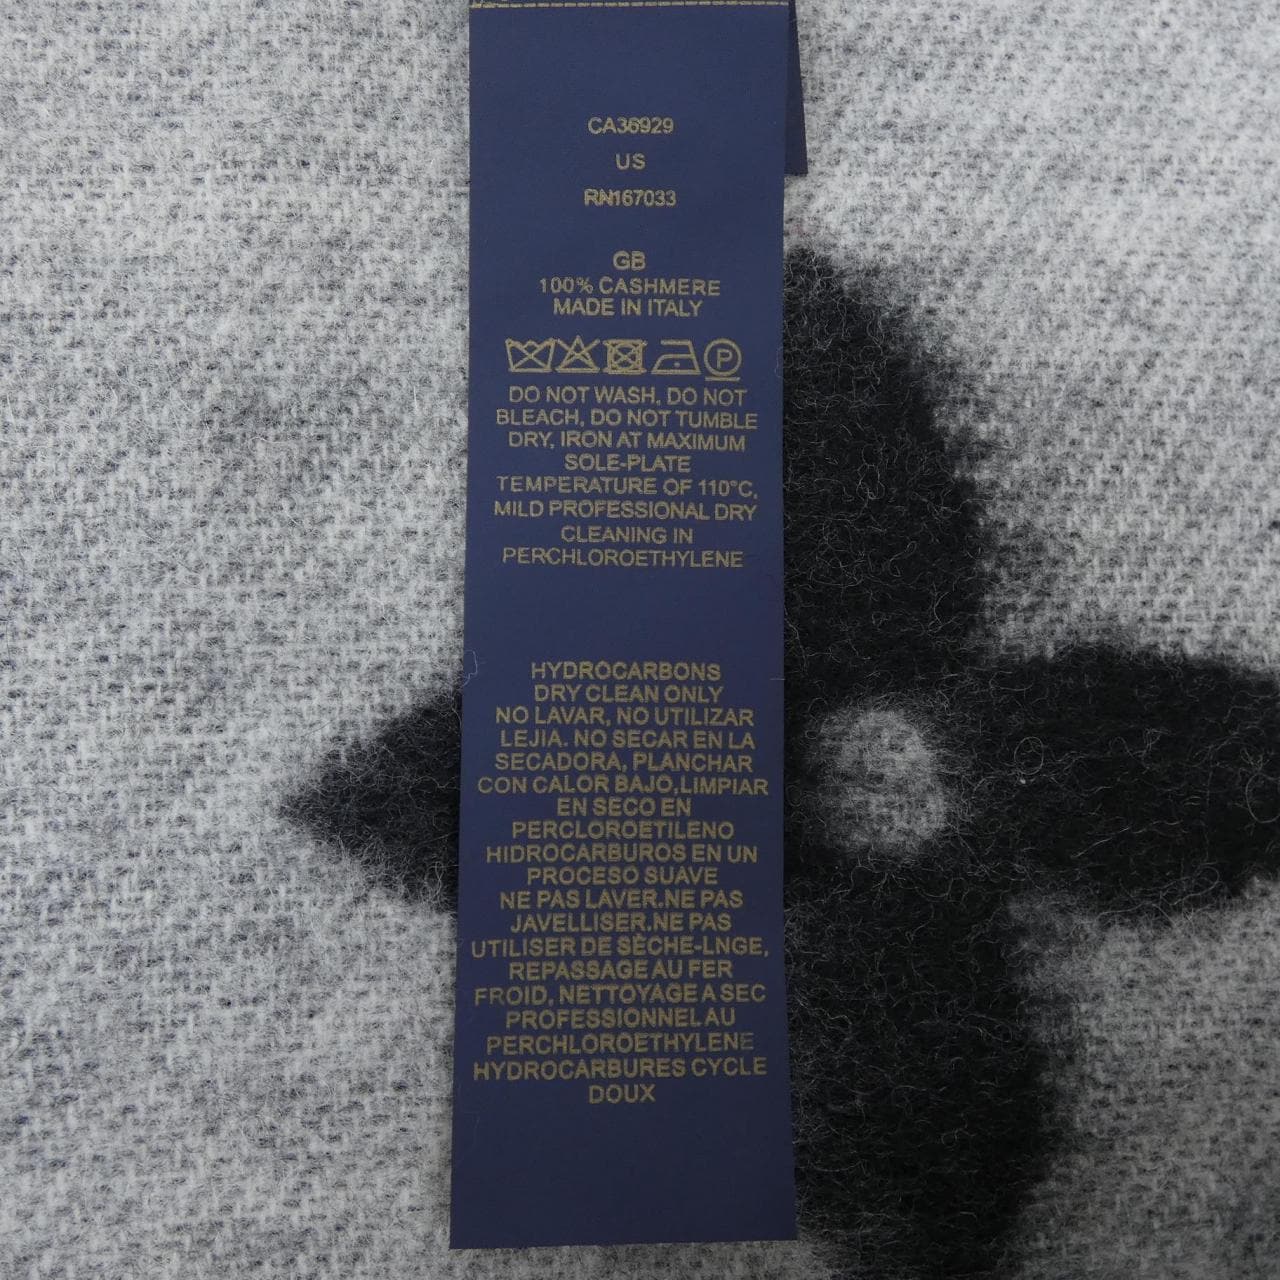 CA36929
US
RN167033
GB
100% CASHMERE
MADE IN ITALY
P
DO NOT WASH, DO NOT
BLEACH, DO NOT TUMBLE
DRY, IRON AT MAXIMUM
SOLE-PLATE
TEMPERATURE OF 110°C,
MILD PROFESSIONAL DRY
CLEANING IN
PERCHLOROETHYLENE
HYDROCARBONS
DRY CLEAN ONLY
NO LAVAR, NO UTILIZAR
LEJIA. NO SECAR EN LA
SECADORA, PLANCHAR
CON CALOR BAJO,LIMPIAR
EN SECO EN
PERCLOROETILENO
HIDROCARBUROS EN UN
PROCESO SUAVE
NE PAS LAVER.NE PAS
JAVELLISER.NE PAS
UTILISER DE SÈCHE-LNGE,
REPASSAGE AU FER
FROID, NETTOYAGE A SEC
PROFESSIONNEL AU
PERCHLOROETHYLENE
HYDROCARBURES CYCLE
DOUX